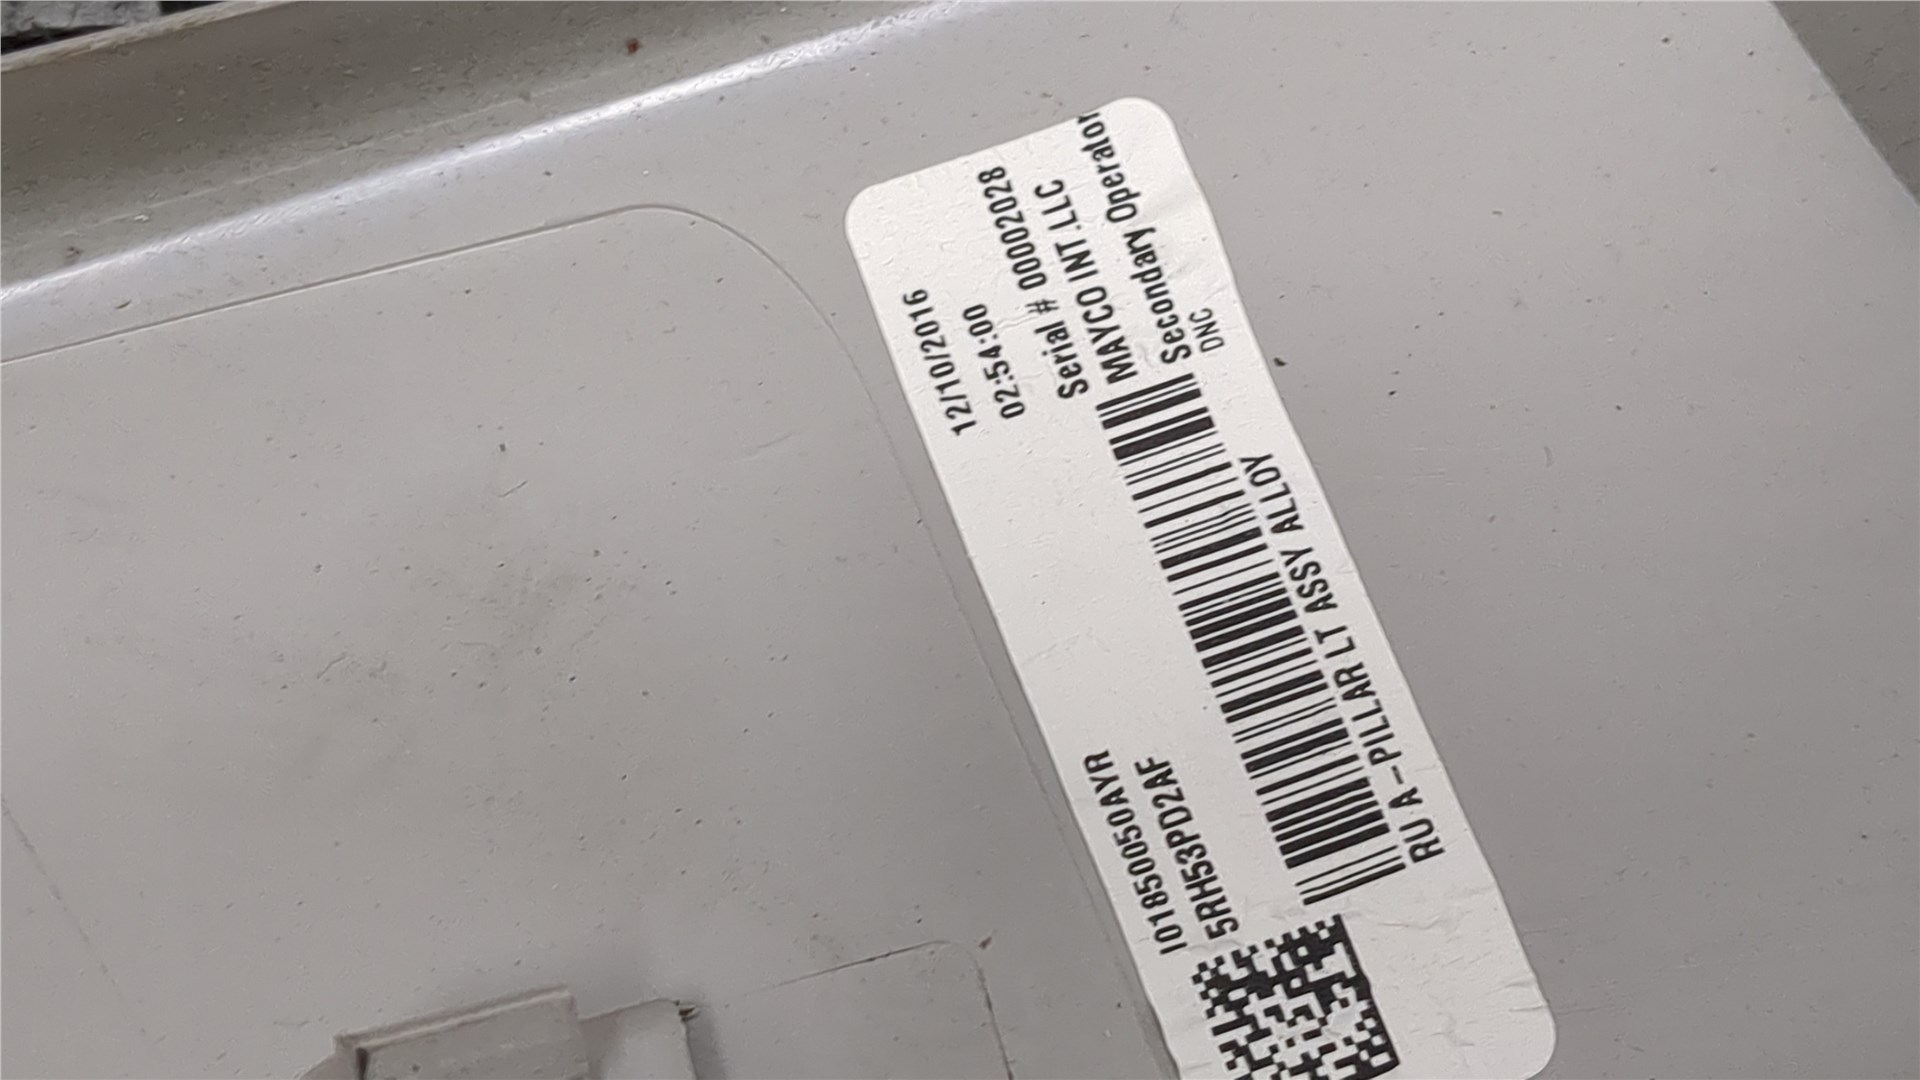 12/10/2016
02:54:00
Serial # 000002028
MAYCO INT.LLC
Secondary Operator
DNC
I01850050AYR
5RH53PD2AF
RU A-PILLAR LT ASSY ALLOY